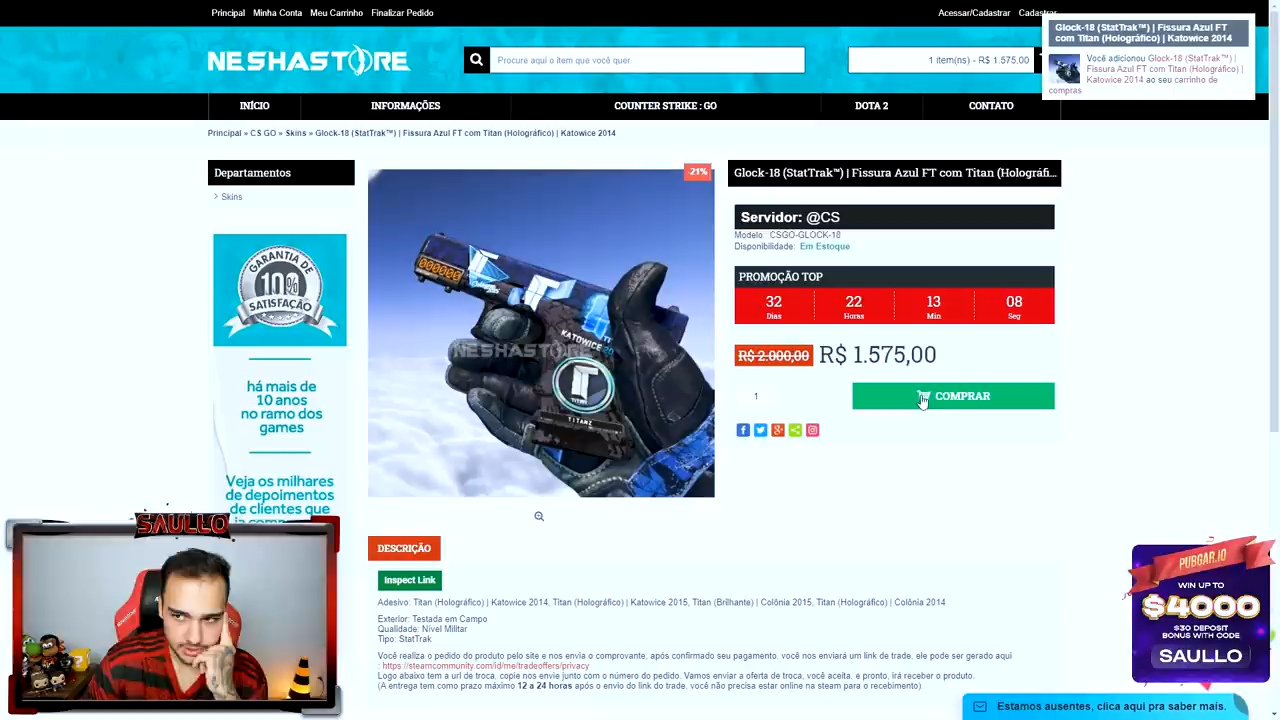 Principal Minha Conta Meu Carrinho Finalizar Pedido
Acessar/Cadastrar Cadastrar
Glock-18 (StatTrak™) | Fissura Azul FT
com Titan (Holográfico) | Katowice 2014
Você adicionou Glock-18 (StatTrak™) |
Fissura Azul FT com Titan (Holográfico) |
Katowice 2014 ao seu carrinho de
compras
NESHASTORE
Procure aqui o item que você quer
1 item(ns) - R$ 1.575,00
INÍCIO INFORMAÇÕES COUNTER STRIKE : GO DOTA 2 CONTATO
Principal » CS GO » Skins » Glock-18 (StatTrak™) | Fissura Azul FT com Titan (Holográfico) | Katowice 2014
Departamentos
Skins
GARANTIA DE
100%
SATISFAÇÃO
há mais de
10 anos
no ramo dos
games
Veja os milhares
de depoimentos
de clientes que
-21%
000000
KATOWICE
NESHASTORE
TITAN
Glock-18 (StatTrak™) | Fissura Azul FT com Titan (Holográfi...
Servidor: @CS
Modelo: CSGO-GLOCK-18
Disponibilidade: Em Estoque
PROMOÇÃO TOP
32 22 13 08
Dias Horas Min Seg
R$ 2.000,00 R$ 1.575,00
1 COMPRAR
DESCRIÇÃO
Inspect Link
Adesivo: Titan (Holográfico) | Katowice 2014, Titan (Holográfico) | Katowice 2015, Titan (Brilhante) | Colônia 2015, Titan (Holográfico) | Colônia 2014
Exterior: Testada em Campo
Qualidade: Nível Militar
Tipo: StatTrak
Você realiza o pedido do produto pelo site e nos envia o comprovante, após confirmado seu pagamento, você nos enviará um link de trade, ele pode ser gerado aqui
: https://steamcommunity.com/id/me/tradeoffers/privacy
Logo abaixo tem a url de troca, copie nos envie junto com o número do pedido. Vamos enviar a oferta de troca, você aceita, e pronto, irá receber o produto.
(A entrega tem como prazo máximo 12 a 24 horas após o envio do link do trade, você não precisa estar online na steam para o recebimento).
SAULLO
PUBGAR.IO
WIN UP TO
$4000
$30 DEPOSIT
BONUS WITH CODE
SAULLO
Estamos ausentes, clica aqui pra saber mais.